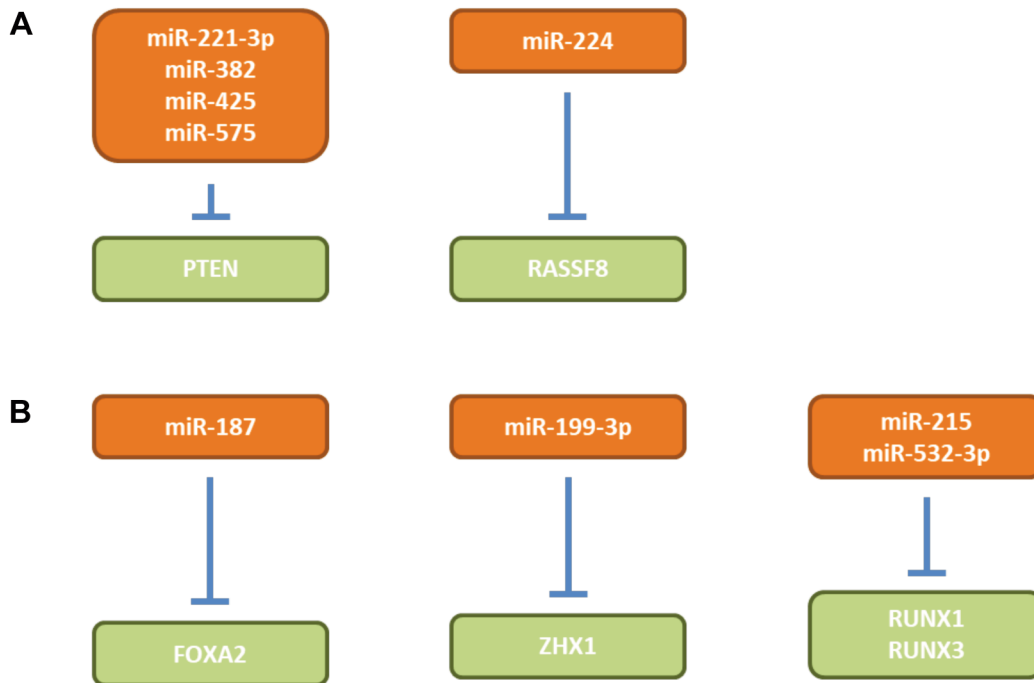 A
miR-221-3p
miR-382
miR-425
miR-575
miR-224
PTEN
RASSF8
B
miR-187
miR-199-3p
miR-215
miR-532-3p
FOXA2
ZHX1
RUNX1
RUNX3